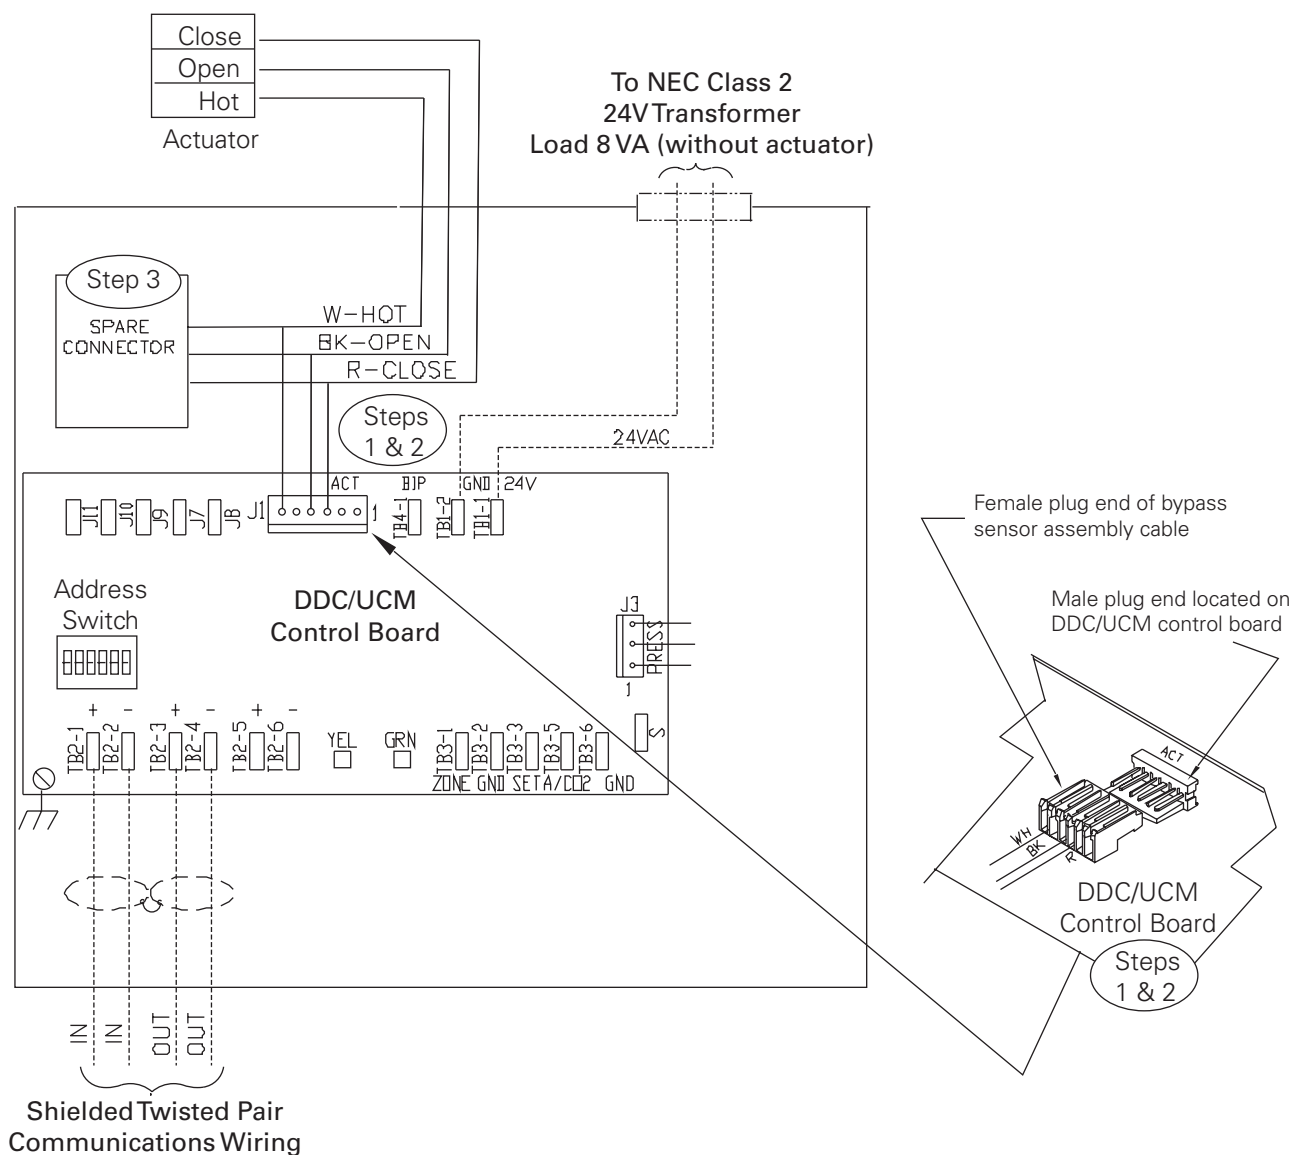 Close
Open
Hot
Actuator
To NEC Class 2
24V Transformer
Load 8 VA (without actuator)
Step 3
SPARE
CONNECTOR
W-HOT
BK-OPEN
R-CLOSE
Steps
1 & 2
24VAC
ACT
BIP
GND
24V
J11
J10
J9
J7
J8
J1
1
TB4-1
TB1-2
TB1-1
Address
Switch
DDC/UCM
Control Board
J3
PRESS
1
+
-
+
-
+
-
TB2-1
TB2-2
TB2-3
TB2-4
TB2-5
TB2-6
YEL
GRN
TB3-1
TB3-2
TB3-3
TB3-5
TB3-6
S
ZONE GND SET A/CO2 GND
IN
IN
OUT
OUT
Shielded Twisted Pair
Communications Wiring
Female plug end of bypass
sensor assembly cable
Male plug end located on
DDC/UCM control board
ACT
WH
BK
R
DDC/UCM
Control Board
Steps
1 & 2